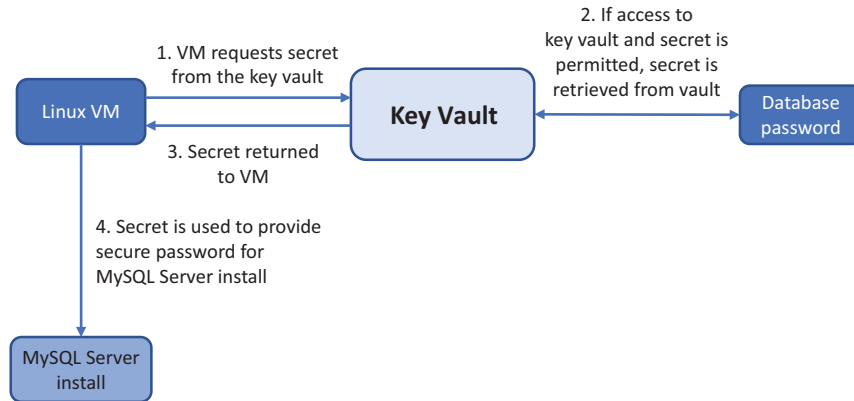 1. VM requests secret
from the key vault
2. If access to
key vault and secret is
permitted, secret is
retrieved from vault
Linux VM
Key Vault
Database
password
3. Secret returned
to VM
4. Secret is used to provide
secure password for
MySQL Server install
MySQL Server
install